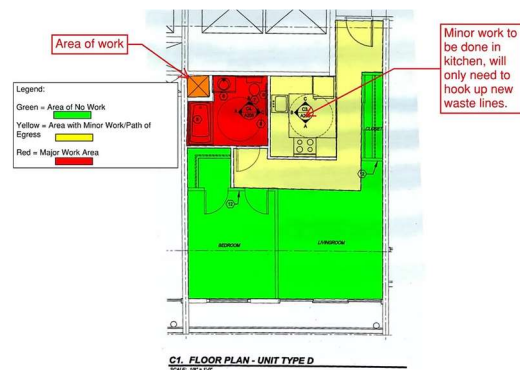 Area of work
Minor work to
be done in
kitchen, will
only need to
hook up new
waste lines.
Legend:
Green = Area of No Work
Yellow = Area with Minor Work/Path of
Egress
Red = Major Work Area
CLOSET
BEDROOM
LIVINGROOM
C1. FLOOR PLAN - UNIT TYPE D